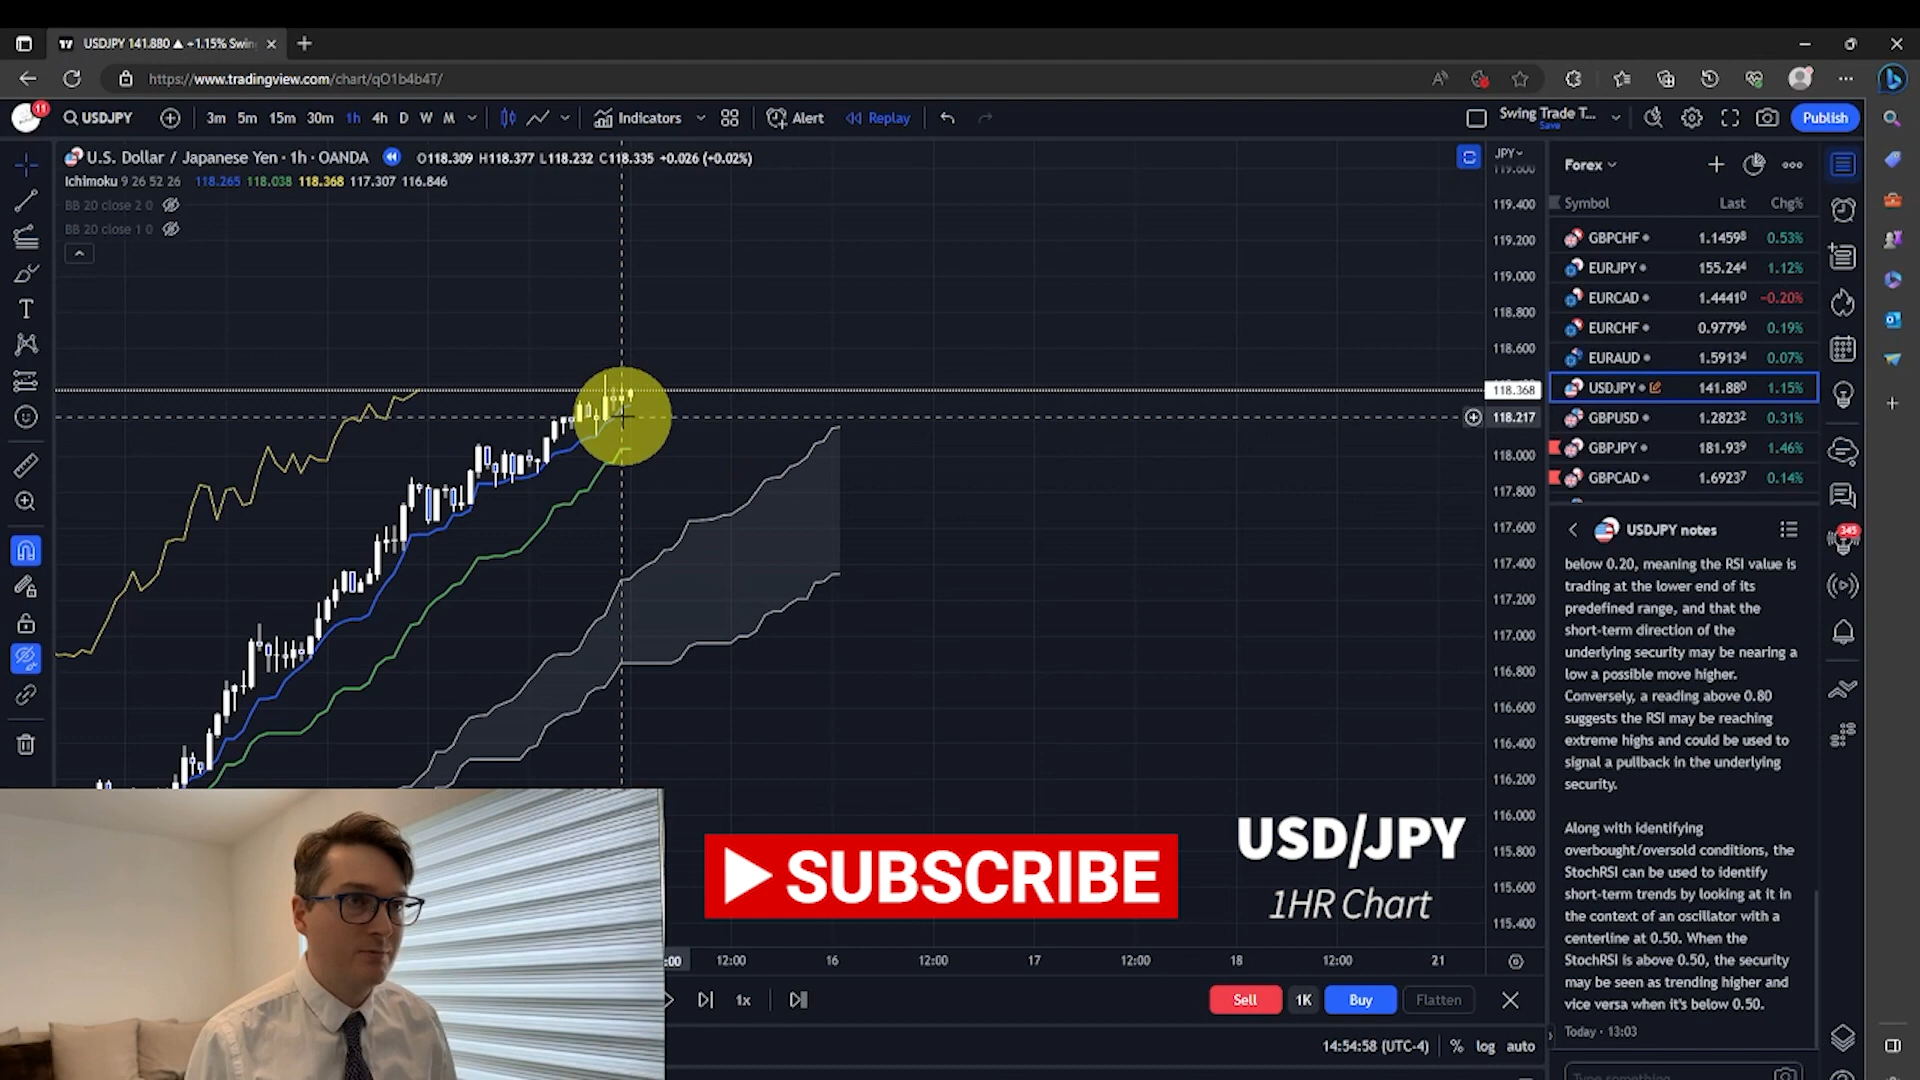 USDJPY 141.880 ▲ +1.15% Swin
https://www.tradingview.com/chart/qO1b4b4T/
11
USDJPY 3m 5m 15m 30m 1h 4h D W M Indicators Alert Replay Swing Trade T... Save Publish
U.S. Dollar / Japanese Yen · 1h · OANDA O118.309 H118.377 L118.232 C118.335 +0.026 (+0.02%)
Ichimoku 9 26 52 26 118.265 118.038 118.368 117.307 116.846
BB 20 close 2 0
BB 20 close 1 0
JPY
119.600
119.400
119.200
119.000
118.800
118.600
118.368
118.217
118.000
117.800
117.600
117.400
117.200
117.000
116.800
116.600
116.400
116.200
116.000
115.800
115.600
115.400
Forex
Symbol Last Chg%
GBPCHF 1.14598 0.53%
EURJPY 155.244 1.12%
EURCAD 1.44410 -0.20%
EURCHF 0.97796 0.19%
EURAUD 1.59134 0.07%
USDJPY 141.880 1.15%
GBPUSD 1.28232 0.31%
GBPJPY 181.939 1.46%
GBPCAD 1.69237 0.14%
USDJPY notes
345
below 0.20, meaning the RSI value is
trading at the lower end of its
predefined range, and that the
short-term direction of the
underlying security may be nearing a
low a possible move higher.
Conversely, a reading above 0.80
suggests the RSI may be reaching
extreme highs and could be used to
signal a pullback in the underlying
security.
Along with identifying
overbought/oversold conditions, the
StochRSI can be used to identify
short-term trends by looking at it in
the context of an oscillator with a
centerline at 0.50. When the
StochRSI is above 0.50, the security
may be seen as trending higher and
vice versa when it's below 0.50.
Today · 13:03
SUBSCRIBE
USD/JPY
1HR Chart
:00 12:00 16 12:00 17 12:00 18 12:00 21
1x Sell 1K Buy Flatten
14:54:58 (UTC-4) % log auto